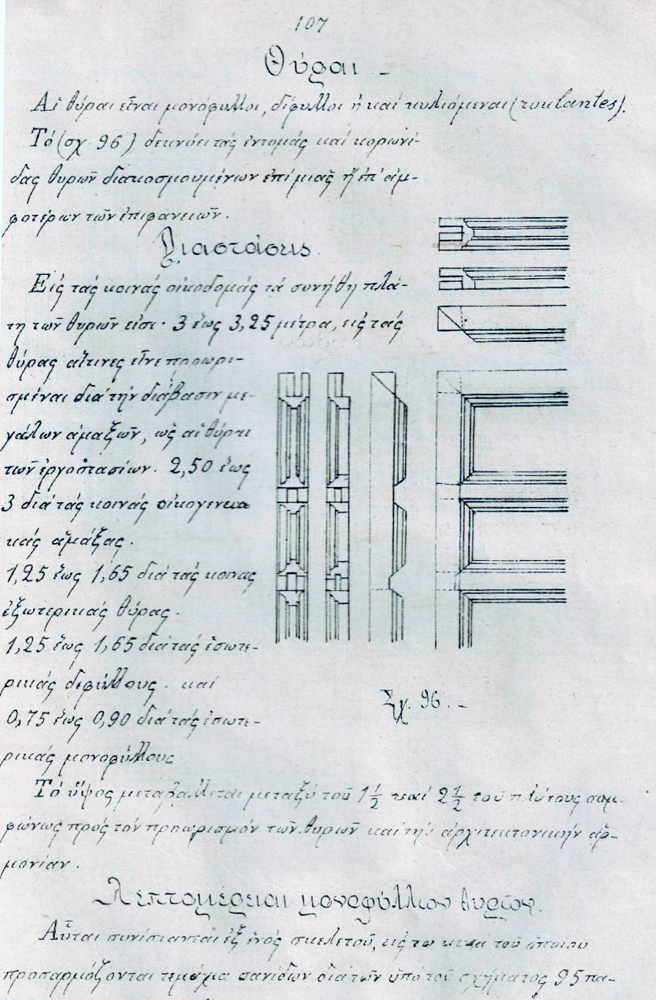 107
Θύραι -
Αἱ θύραι εἶναι μονόφυλλοι, δίφυλλοι ἤ καί κυλιόμεναι (roulantes).
Τό (σχ. 96) δεικνύει τάς ἐντομάς καί κορωνί-
δας θυρῶν διακοσμουμένων ἐπί μιᾶς ἤ ἐπ' ἀμ-
φοτέρων τῶν ἐπιφανειῶν.
Διαστάσεις.
Εἰς τάς κοινάς οἰκοδομάς τά συνήθη πλά-
τη τῶν θυρῶν εἰσι· 3 ἕως 3,25 μέτρα, εἰς τάς
θύρας αἵτινες εἶνε προωρι-
σμέναι διά τήν διάβασιν με-
γάλων ἁμαξῶν, ὡς αἱ θύραι
τῶν ἐργοστασίων. 2,50 ἕως
3 διά τάς κοινάς οἰκογενεια
κάς ἁμάξας.
1,25 ἕως 1,65 διά τάς κοινας
ἐξωτερικάς θύρας.
1,25 ἕως 1,65 διά τάς ἐσωτε-
ρικάς διφύλλους. καί
0,75 ἕως 0,90 διά τάς ἐσωτε-
ρικάς μονοφύλλους
Σχ. 96. -
Τό ὕψος μεταβάλλεται μεταξύ τοῦ 1 1/2 καί 2 1/2 τοῦ πλάτους συμ-
φώνως πρός τόν προωρισμόν τῶν θυρῶν καί τήν ἀρχιτεκτονικήν ἁρ-
μονίαν.
Λεπτομέρειαι μονοφύλλων θυρῶν.
Αὗται συνίστανται ἐξ ἑνός σκελετοῦ, εἰς τα κενά τοῦ ὁποίου
προσαρμόζονται τεμάχια σανίδων διά τῶν ὑπό τοῦ σχήματος 95 πα-